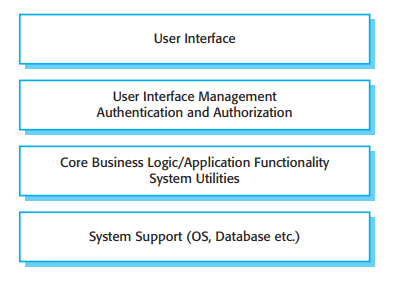 User Interface
User Interface Management
Authentication and Authorization
Core Business Logic/Application Functionality
System Utilities
System Support (OS, Database etc.)